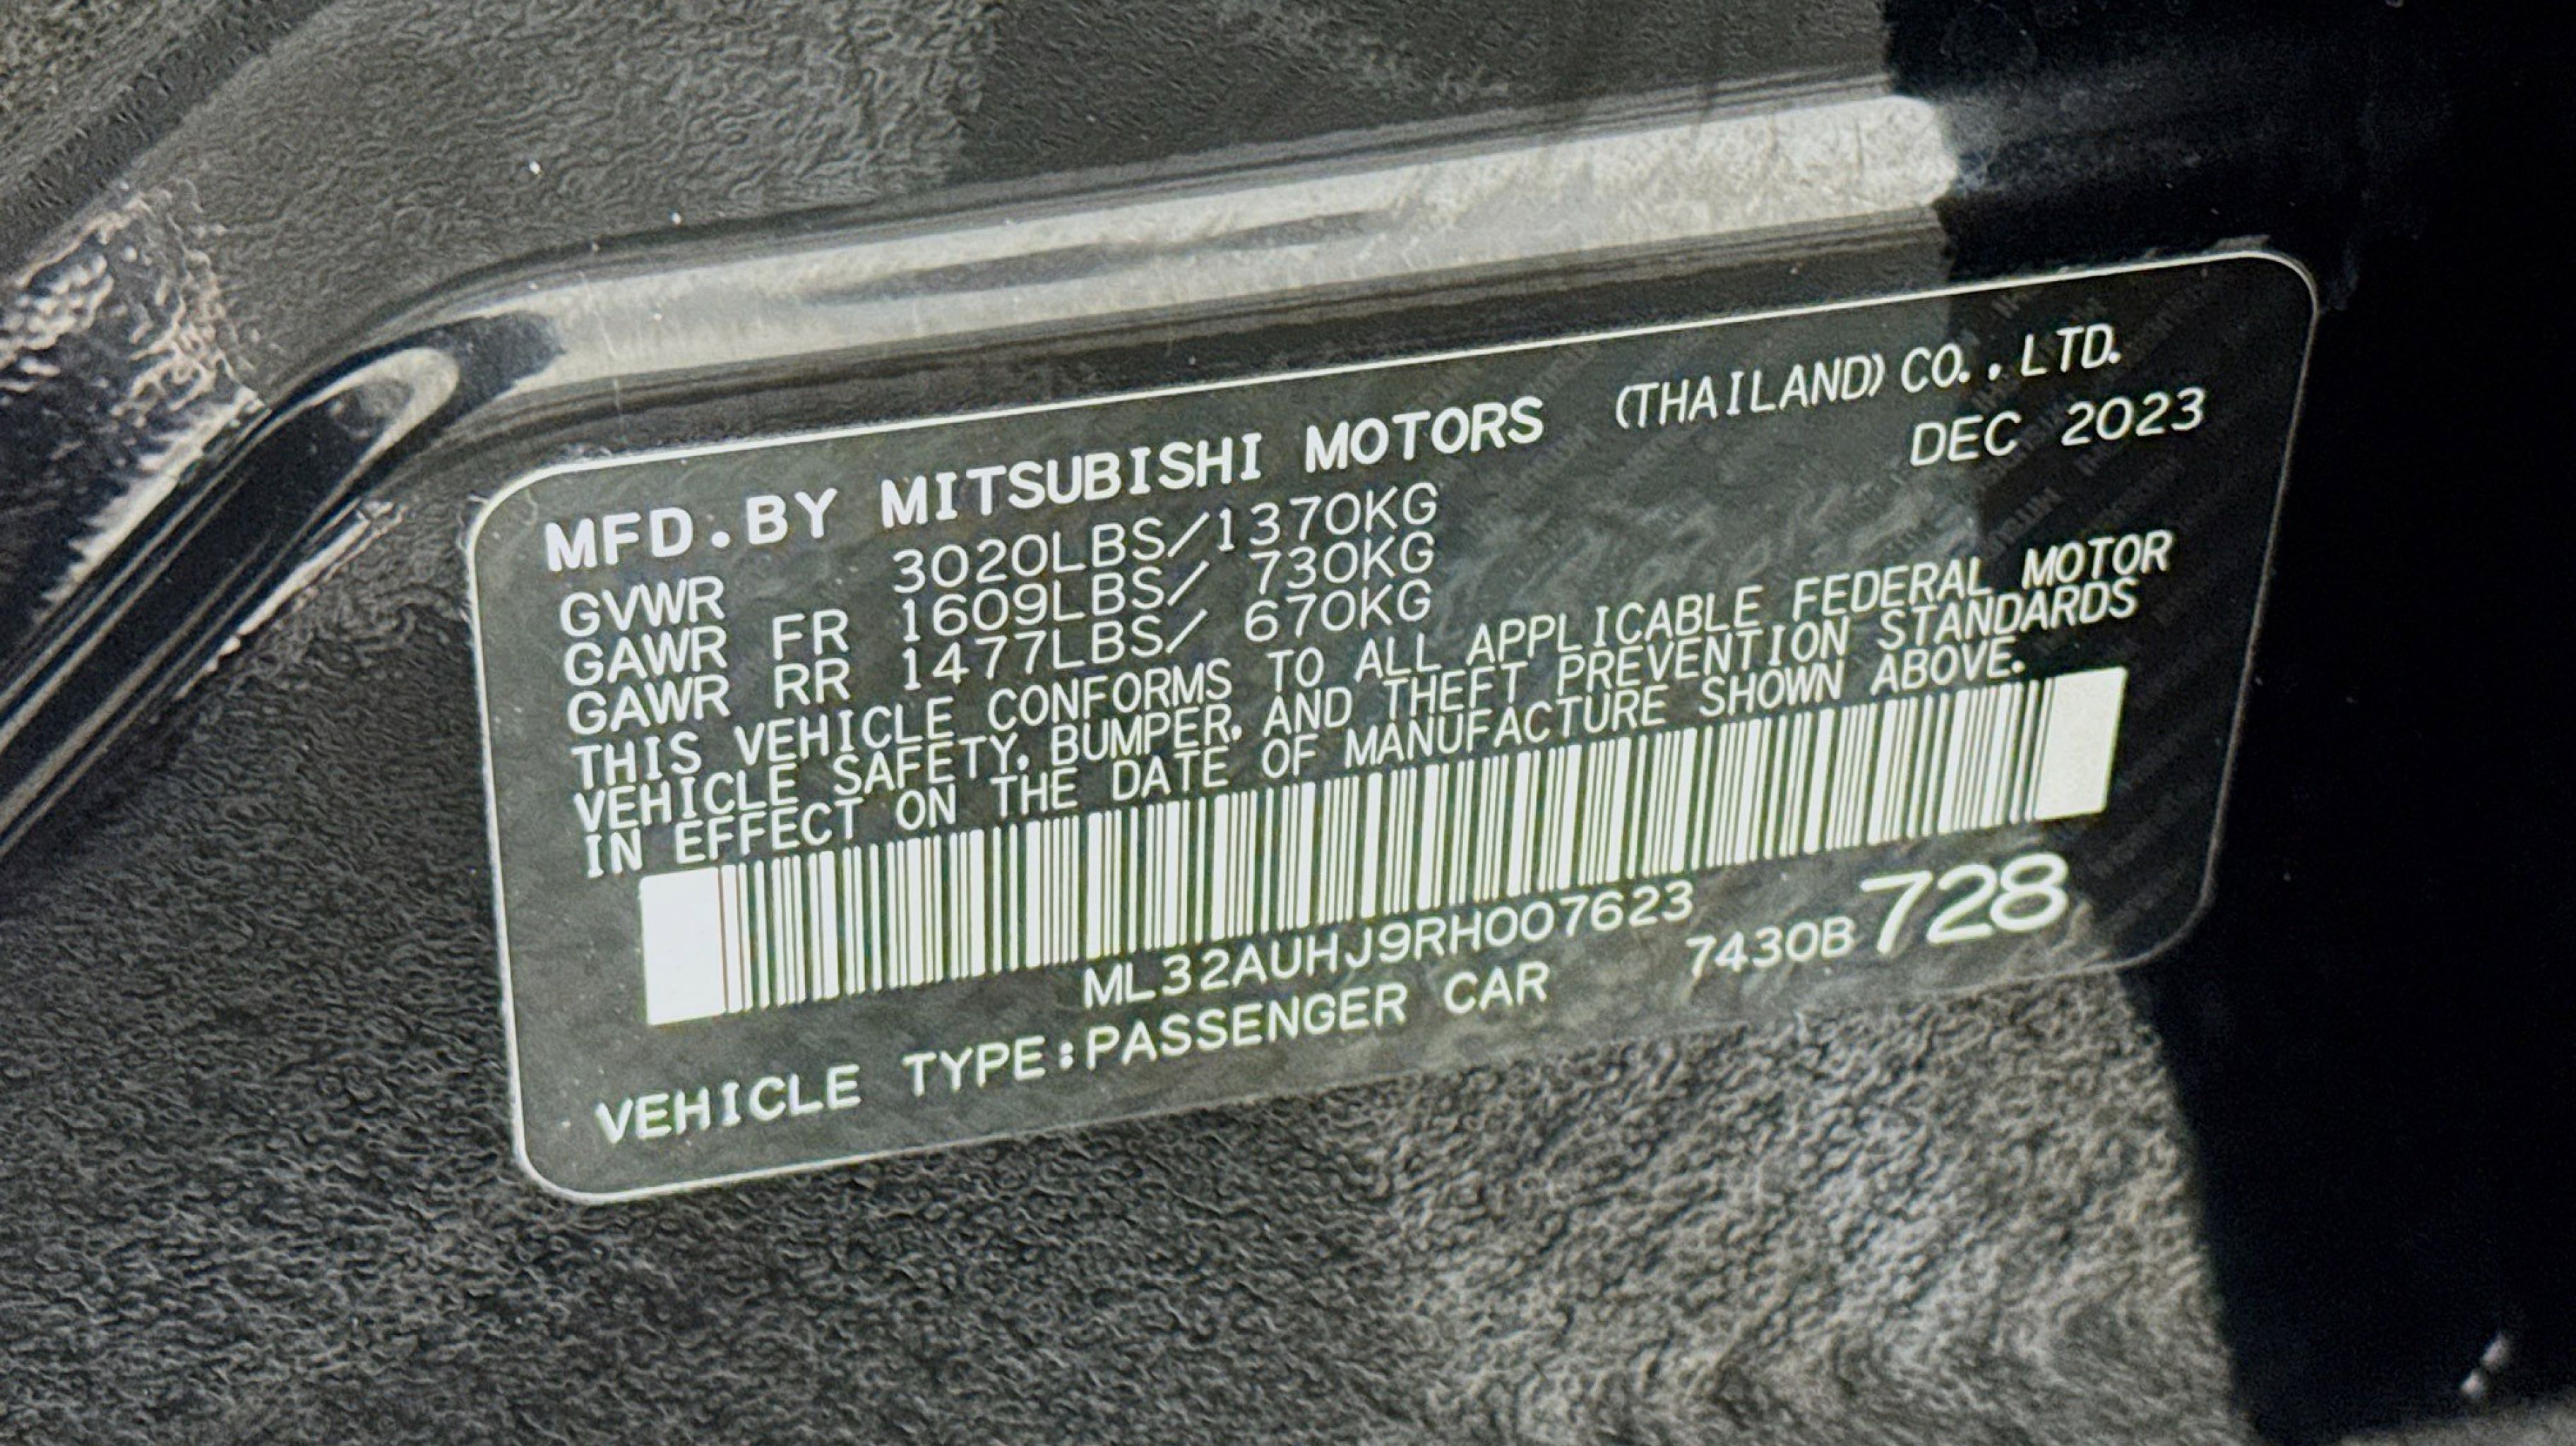 MFD.BY MITSUBISHI MOTORS (THAILAND) CO.,LTD.
DEC 2023
GVWR 3020LBS/1370KG
GAWR FR 1609LBS/ 730KG
GAWR RR 1477LBS/ 670KG
THIS VEHICLE CONFORMS TO ALL APPLICABLE FEDERAL MOTOR
VEHICLE SAFETY, BUMPER, AND THEFT PREVENTION STANDARDS
IN EFFECT ON THE DATE OF MANUFACTURE SHOWN ABOVE.
ML32AUHJ9RH007623
7430B728
VEHICLE TYPE:PASSENGER CAR